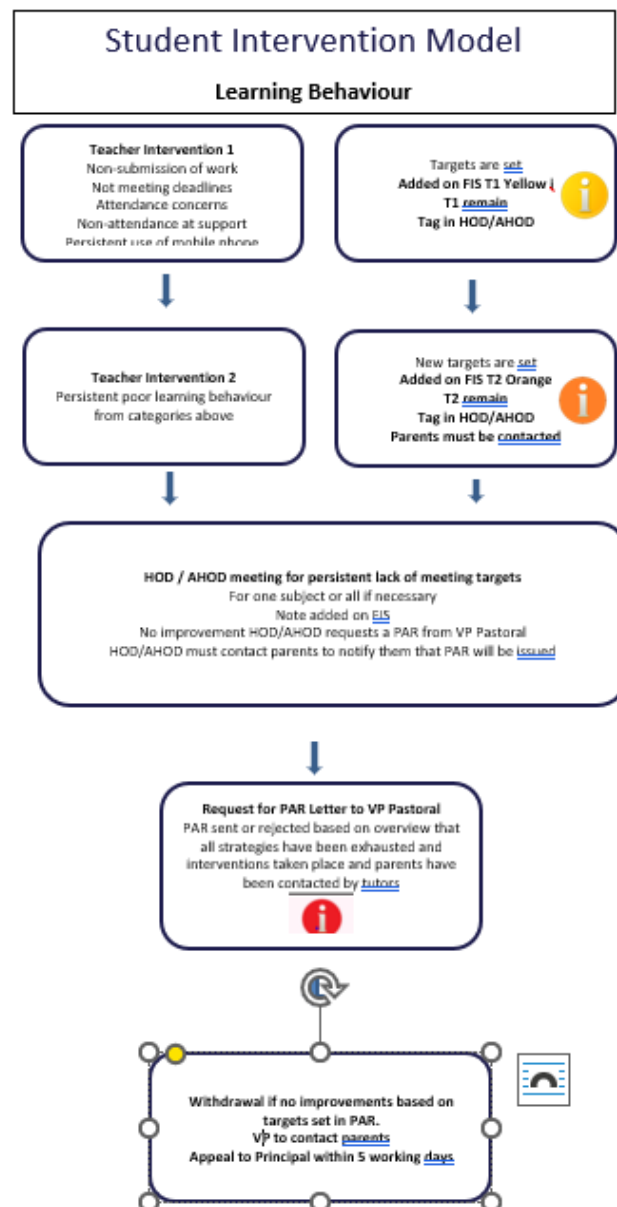 Student Intervention Model
Learning Behaviour
Teacher Intervention 1
Non-submission of work
Not meeting deadlines
Attendance concerns
Non-attendance at support
Persistent use of mobile phone
Targets are set
Added on EIS T1 Yellow i
T1 remain
Tag in HOD/AHOD
Teacher Intervention 2
Persistent poor learning behaviour
from categories above
New targets are set
Added on EIS T2 Orange
T2 remain
Tag in HOD/AHOD
Parents must be contacted
HOD / AHOD meeting for persistent lack of meeting targets
For one subject or all if necessary
Note added on EIS
No improvement HOD/AHOD requests a PAR from VP Pastoral
HOD/AHOD must contact parents to notify them that PAR will be issued
Request for PAR Letter to VP Pastoral
PAR sent or rejected based on overview that
all strategies have been exhausted and
interventions taken place and parents have
been contacted by tutors
Withdrawal if no improvements based on
targets set in PAR.
VP to contact parents
Appeal to Principal within 5 working days